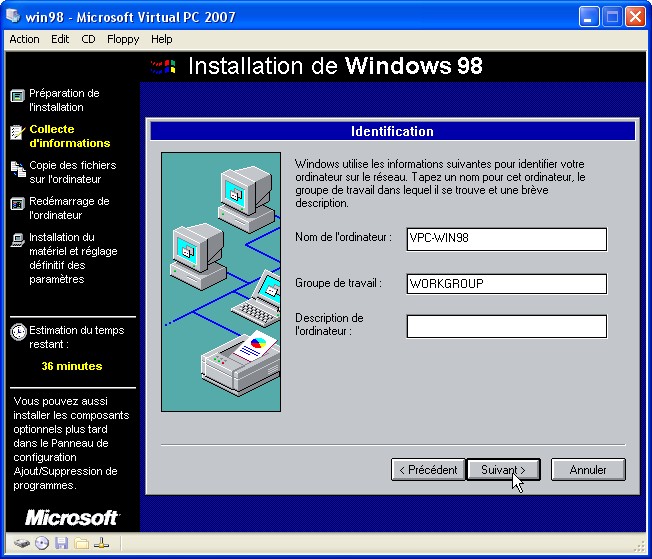 win98 - Microsoft Virtual PC 2007
Action Edit CD Floppy Help
Installation de Windows 98
Préparation de
l'installation
Collecte
d'informations
Copie des fichiers
sur l'ordinateur
Redémarrage de
l'ordinateur
Installation du
matériel et réglage
définitif des
paramètres
Estimation du temps
restant :
36 minutes
Vous pouvez aussi
installer les composants
optionnels plus tard
dans le Panneau de
configuration
Ajout/Suppression de
programmes.
Microsoft
Identification
Windows utilise les informations suivantes pour identifier votre
ordinateur sur le réseau. Tapez un nom pour cet ordinateur, le
groupe de travail dans lequel il se trouve et une brève
description.
Nom de l'ordinateur : VPC-WIN98
Groupe de travail : WORKGROUP
Description de
l'ordinateur :
< Précédent Suivant > Annuler